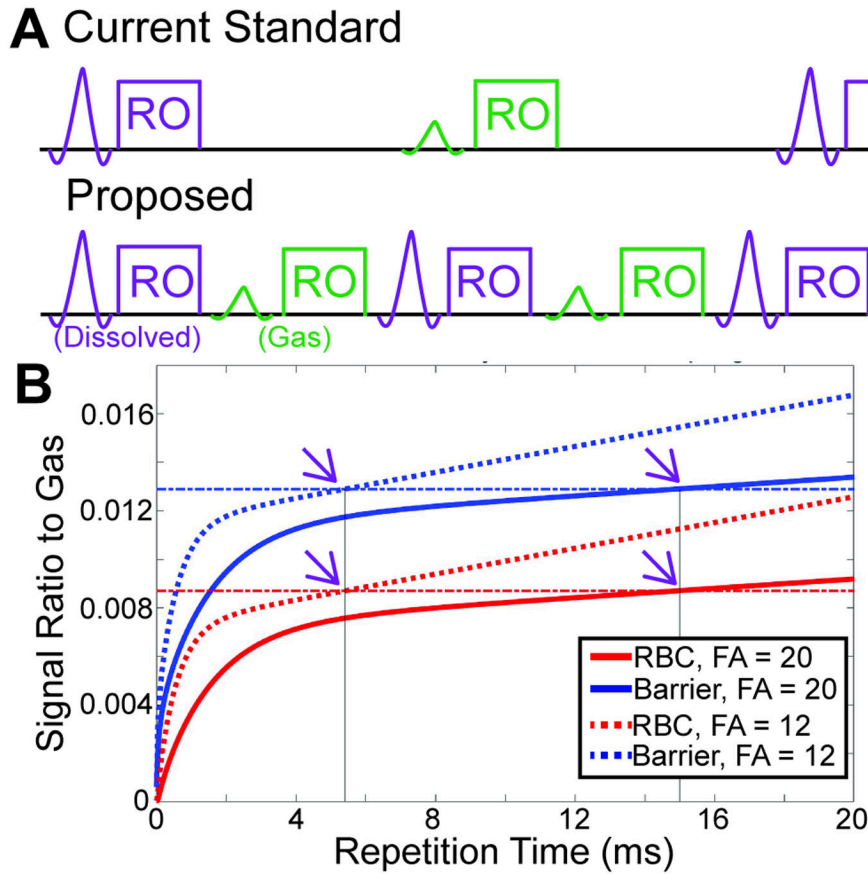 A Current Standard
RO RO
Proposed
RO RO RO RO RO
(Dissolved) (Gas)
B
0.016
0.012
0.008
0.004
0
Signal Ratio to Gas
RBC, FA = 20
Barrier, FA = 20
RBC, FA = 12
Barrier, FA = 12
0 4 8 12 16 20
Repetition Time (ms)